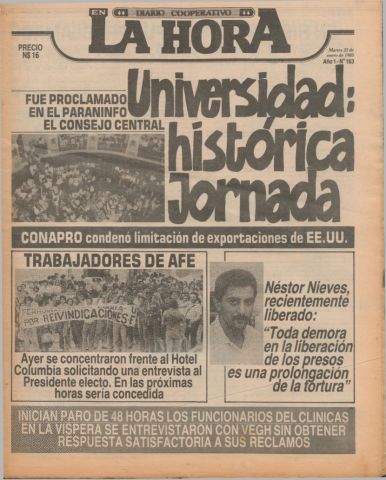 EN DIARIO COOPERATIVO
LA HORA
PRECIO
N$ 16
Año 1 - N° 163
FUE PROCLAMADO
EN EL PARANINFO
EL CONSEJO CENTRAL
Universidad:
histórica
Jornada
CONAPRO condenó limitación de exportaciones de EE.UU.
TRABAJADORES DE AFE
POR REIVINDICACIONES
Ayer se concentraron frente al Hotel
Columbia solicitando una entrevista al
Presidente electo. En las próximas
horas sería concedida
Néstor Nieves,
recientemente
liberado:
"Toda demora
en la liberación
de los presos
es una prolongación
de la tortura"
INICIAN PARO DE 48 HORAS LOS FUNCIONARIOS DEL CLINICAS
EN LA VISPERA SE ENTREVISTARON CON VEGH SIN OBTENER
RESPUESTA SATISFACTORIA A SUS RECLAMOS